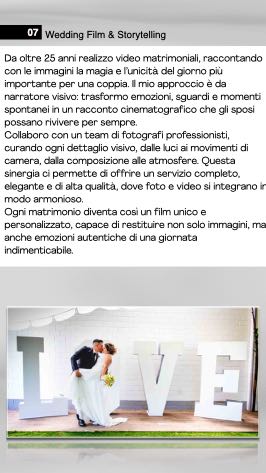 07 Wedding Film & Storytelling
Da oltre 25 anni realizzo video matrimoniali, raccontando
con le immagini la magia e l'unicità del giorno più
importante per una coppia. Il mio approccio è da
narratore visivo: trasformo emozioni, sguardi e momenti
spontanei in un racconto cinematografico che gli sposi
possano rivivere per sempre.
Collaboro con un team di fotografi professionisti,
curando ogni dettaglio visivo, dalle luci ai movimenti di
camera, dalla composizione alle atmosfere. Questa
sinergia ci permette di offrire un servizio completo,
elegante e di alta qualità, dove foto e video si integrano in
modo armonioso.
Ogni matrimonio diventa così un film unico e
personalizzato, capace di restituire non solo immagini, ma
anche emozioni autentiche di una giornata
indimenticabile.
L VE